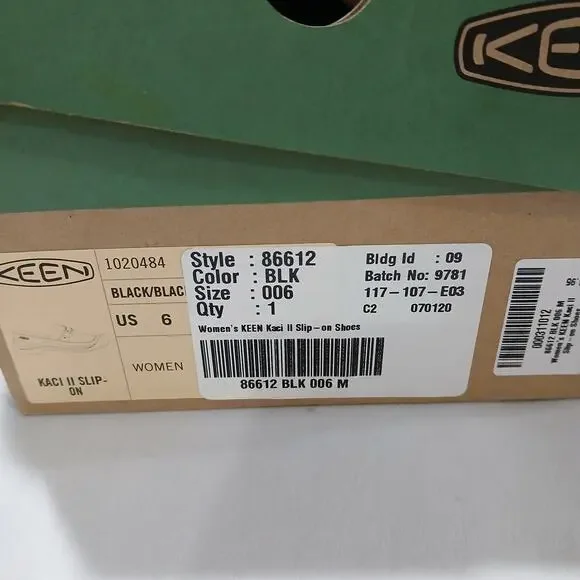 KEEN
KEEN
1020484
BLACK/BLAC
US 6
WOMEN
KACI II SLIP-
ON
Style : 86612
Color : BLK
Size : 006
Qty : 1
Bldg Id : 09
Batch No: 9781
117-107-E03
C2 070120
Women's KEEN Kaci II Slip-on Shoes
86612 BLK 006 M
000311012
86612 BLK 006 M
Women's KEEN Kaci II
Slip-on Shoes